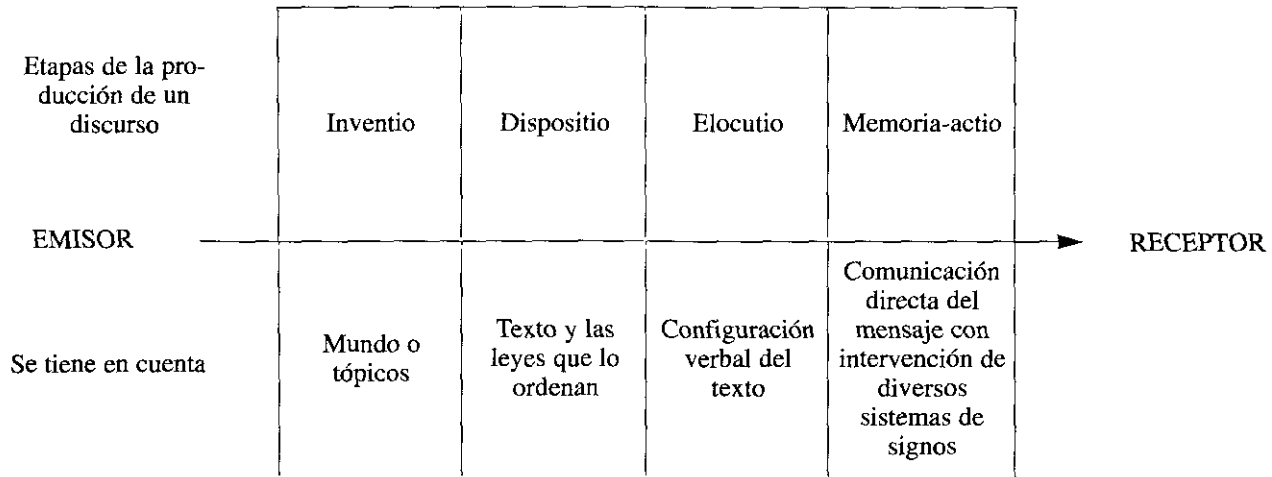 Etapas de la pro-
ducción de un
discurso
Inventio
Dispositio
Elocutio
Memoria-actio
EMISOR
RECEPTOR
Se tiene en cuenta
Mundo o
tópicos
Texto y las
leyes que lo
ordenan
Configuración
verbal del
texto
Comunicación
directa del
mensaje con
intervención de
diversos
sistemas de
signos